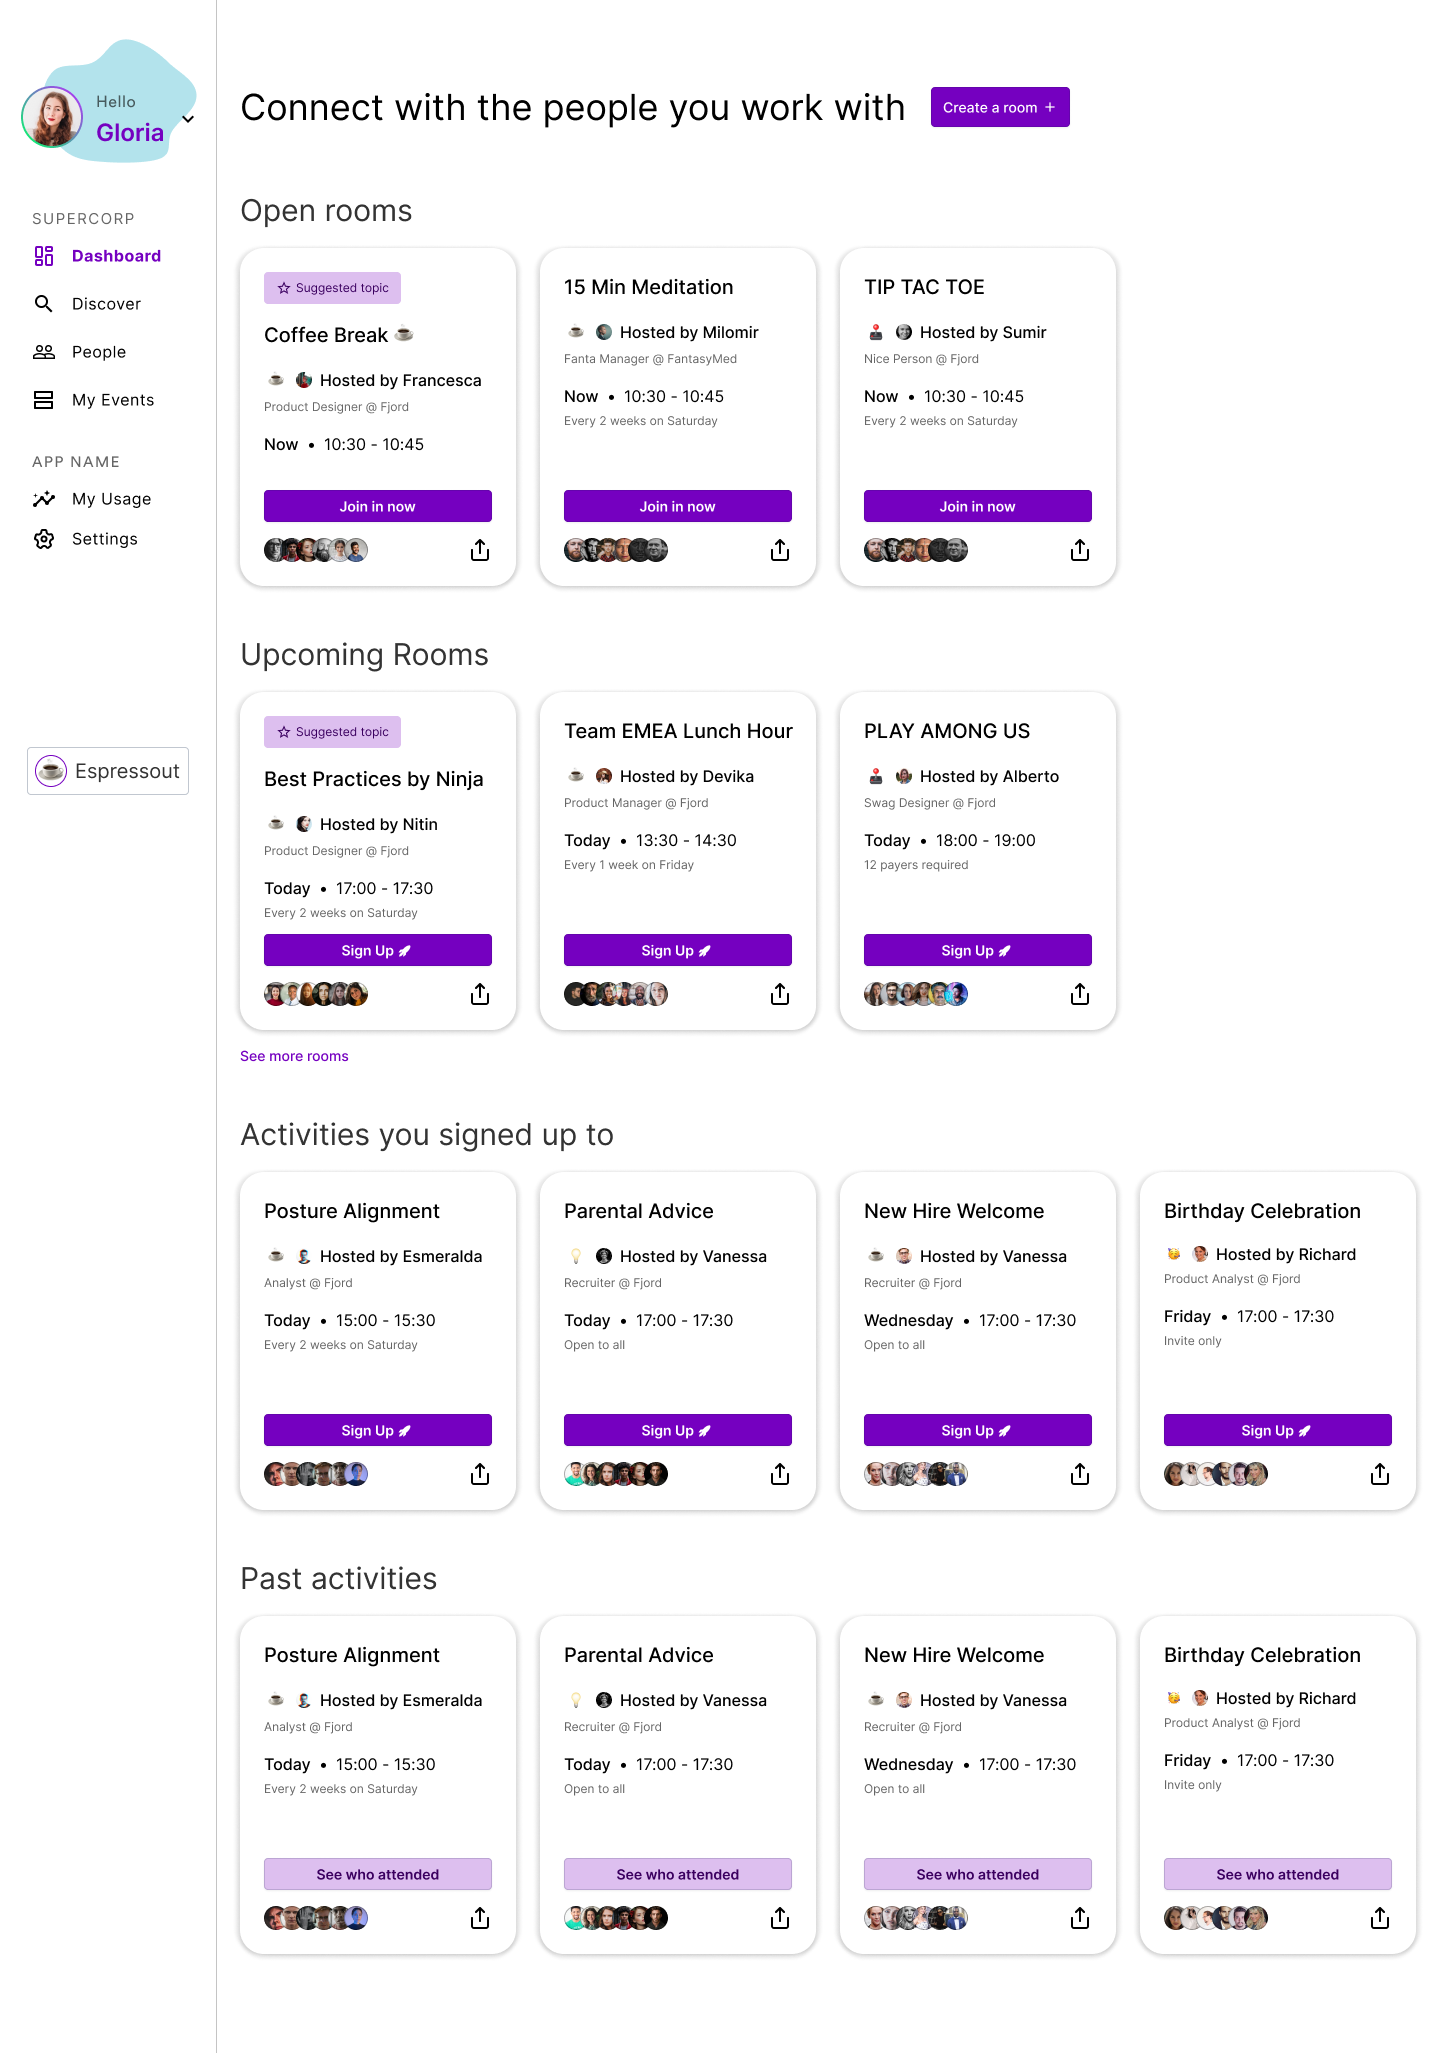 Hello
Gloria
SUPERCORP
Dashboard
Discover
People
My Events
APP NAME
My Usage
Settings
Espressout
Connect with the people you work with
Create a room +
Open rooms
Suggested topic
Coffee Break
Hosted by Francesca
Product Designer @ Fjord
Now • 10:30 - 10:45
Join in now
15 Min Meditation
Hosted by Milomir
Fanta Manager @ FantasyMed
Now • 10:30 - 10:45
Every 2 weeks on Saturday
Join in now
TIP TAC TOE
Hosted by Sumir
Nice Person @ Fjord
Now • 10:30 - 10:45
Every 2 weeks on Saturday
Join in now
Upcoming Rooms
Suggested topic
Best Practices by Ninja
Hosted by Nitin
Product Designer @ Fjord
Today • 17:00 - 17:30
Every 2 weeks on Saturday
Sign Up
Team EMEA Lunch Hour
Hosted by Devika
Product Manager @ Fjord
Today • 13:30 - 14:30
Every 1 week on Friday
Sign Up
PLAY AMONG US
Hosted by Alberto
Swag Designer @ Fjord
Today • 18:00 - 19:00
12 payers required
Sign Up
See more rooms
Activities you signed up to
Posture Alignment
Hosted by Esmeralda
Analyst @ Fjord
Today • 15:00 - 15:30
Every 2 weeks on Saturday
Sign Up
Parental Advice
Hosted by Vanessa
Recruiter @ Fjord
Today • 17:00 - 17:30
Open to all
Sign Up
New Hire Welcome
Hosted by Vanessa
Recruiter @ Fjord
Wednesday • 17:00 - 17:30
Open to all
Sign Up
Birthday Celebration
Hosted by Richard
Product Analyst @ Fjord
Friday • 17:00 - 17:30
Invite only
Sign Up
Past activities
Posture Alignment
Hosted by Esmeralda
Analyst @ Fjord
Today • 15:00 - 15:30
Every 2 weeks on Saturday
See who attended
Parental Advice
Hosted by Vanessa
Recruiter @ Fjord
Today • 17:00 - 17:30
Open to all
See who attended
New Hire Welcome
Hosted by Vanessa
Recruiter @ Fjord
Wednesday • 17:00 - 17:30
Open to all
See who attended
Birthday Celebration
Hosted by Richard
Product Analyst @ Fjord
Friday • 17:00 - 17:30
Invite only
See who attended